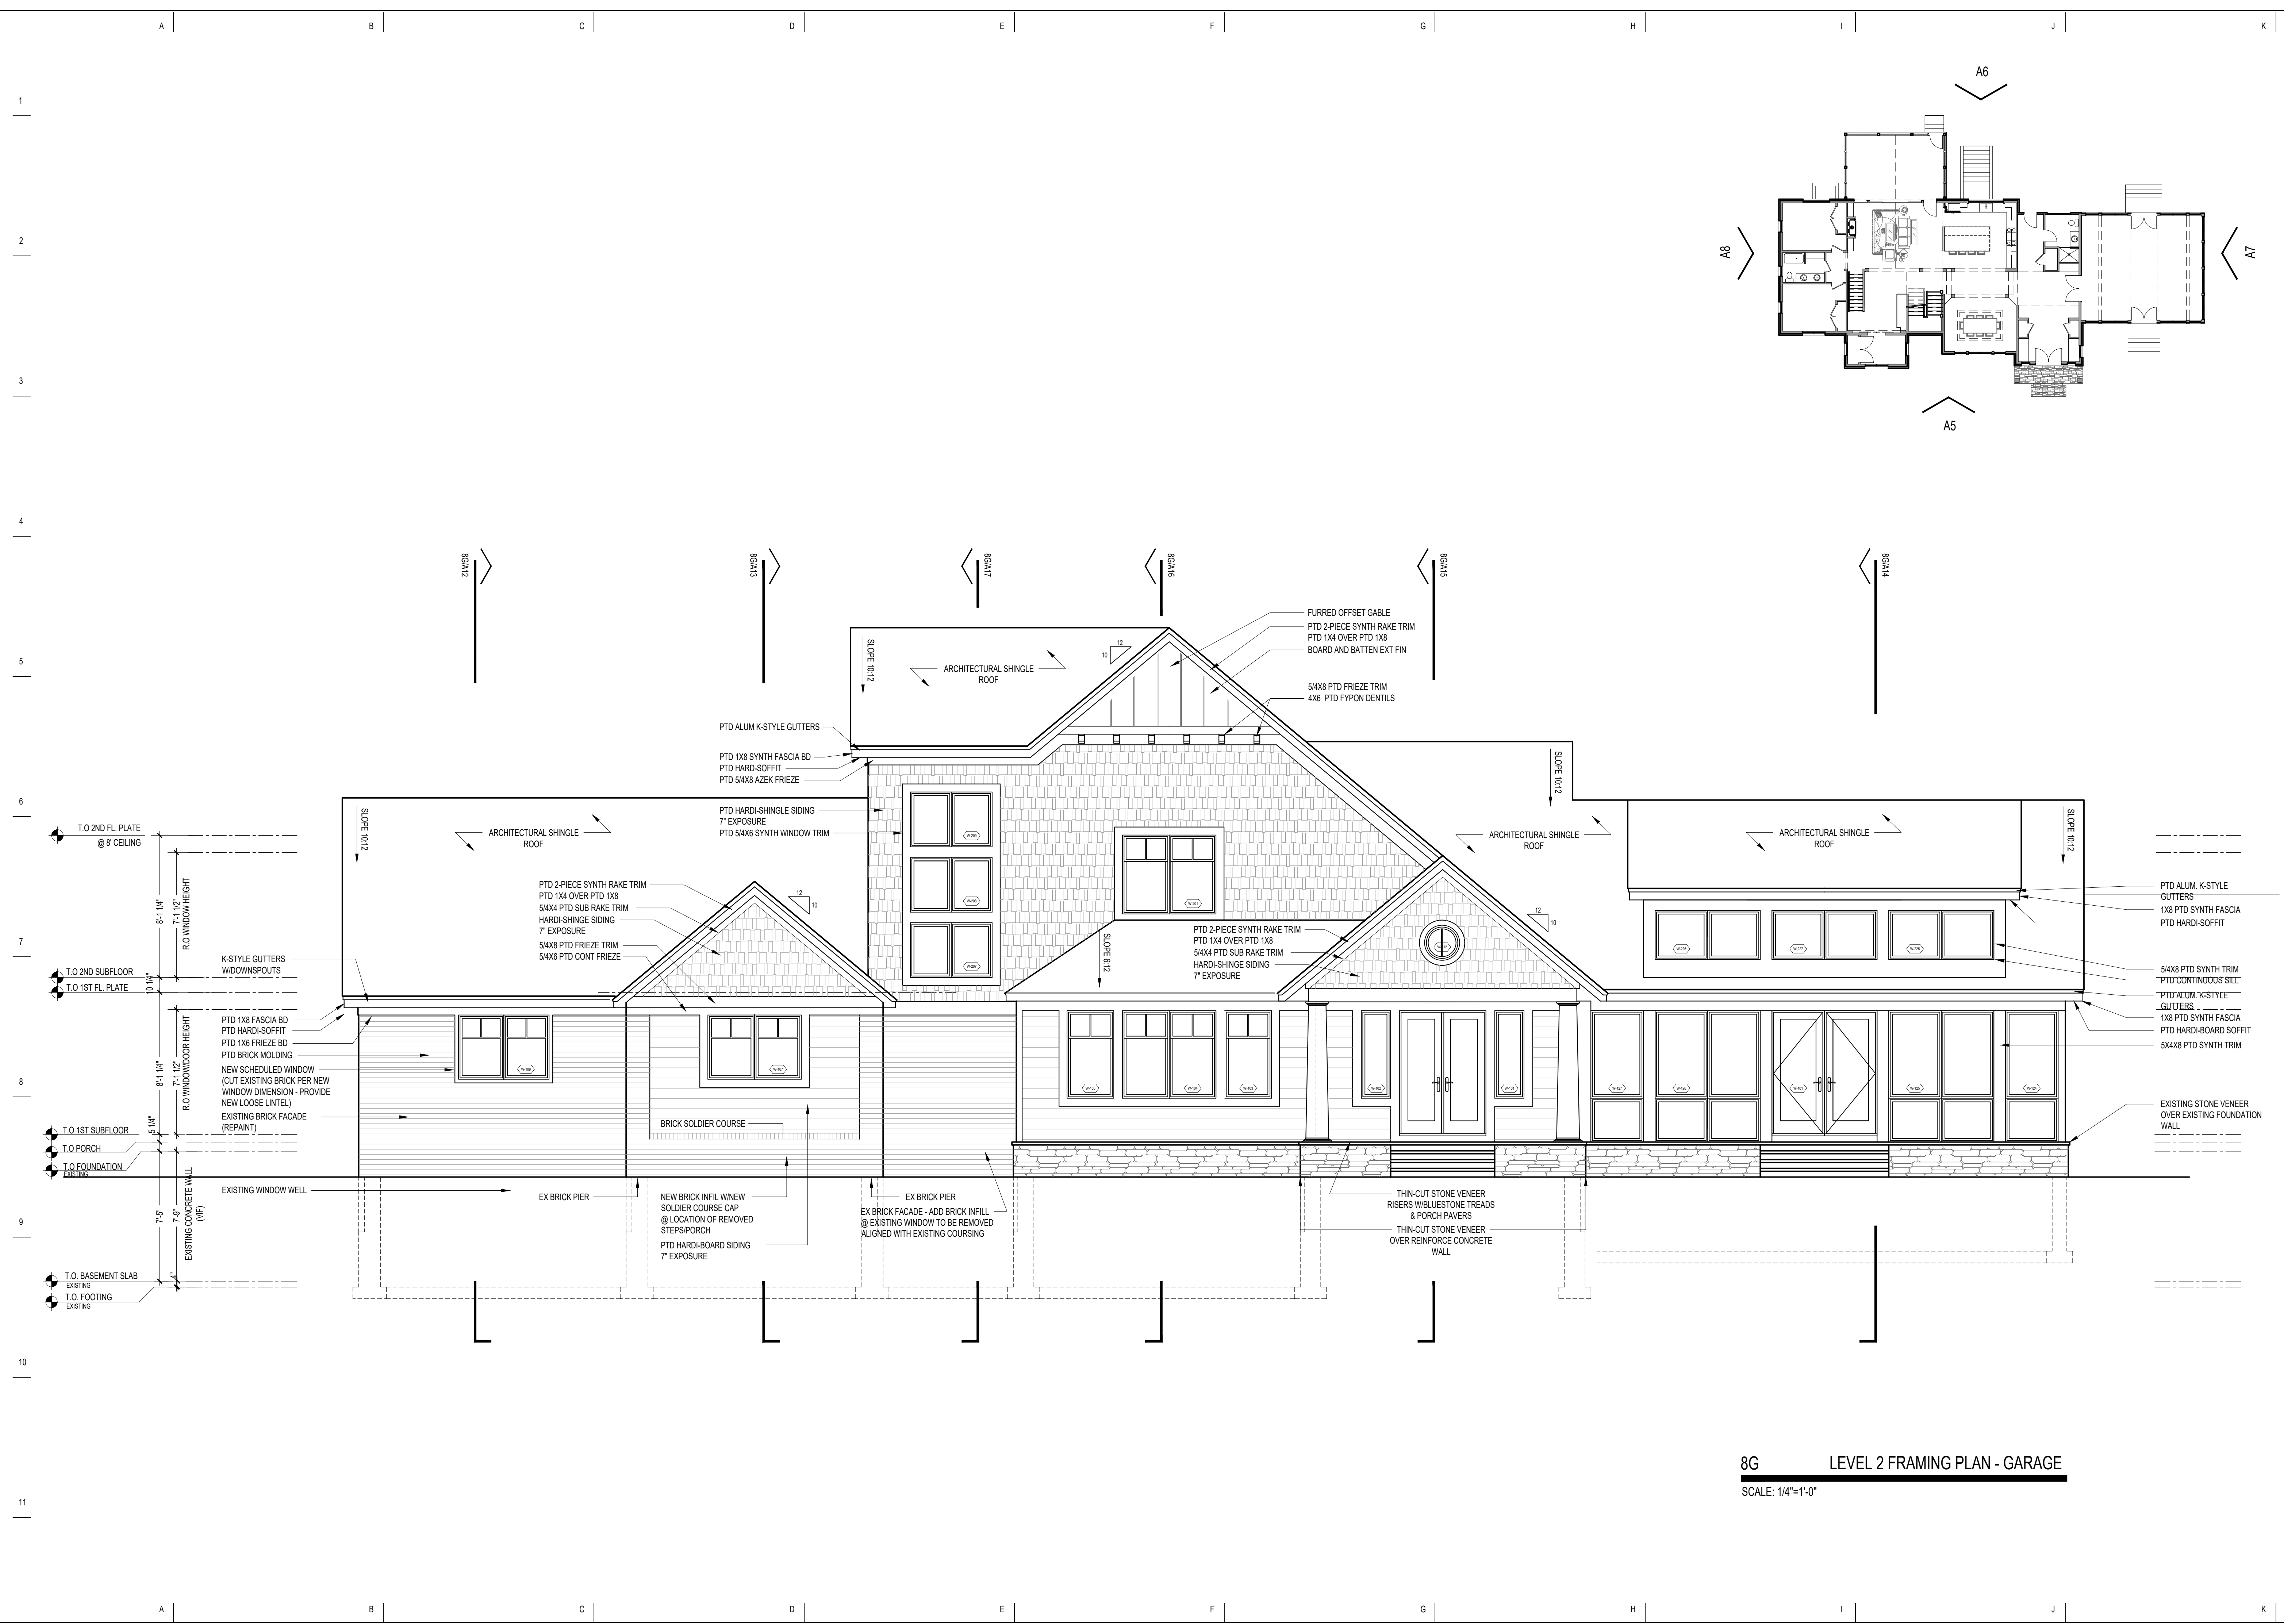 A B C D E F G H I J K
1
2
3
4
5
6
7
8
9
10
11
A6
A8
A7
A5
8G/A12
8G/A13
8G/A17
8G/A16
8G/A15
8G/A14
FURRED OFFSET GABLE
PTD 2-PIECE SYNTH RAKE TRIM
PTD 1X4 OVER PTD 1X8
BOARD AND BATTEN EXT FIN
5/4X8 PTD FRIEZE TRIM
4X6 PTD FYPON DENTILS
SLOPE 10:12
ARCHITECTURAL SHINGLE
ROOF
12
10
PTD ALUM K-STYLE GUTTERS
PTD 1X8 SYNTH FASCIA BD
PTD HARD-SOFFIT
PTD 5/4X8 AZEK FRIEZE
PTD HARDI-SHINGLE SIDING
7" EXPOSURE
PTD 5/4X6 SYNTH WINDOW TRIM
SLOPE 10:12
SLOPE 10:12
SLOPE 10:12
ARCHITECTURAL SHINGLE
ROOF
ARCHITECTURAL SHINGLE
ROOF
ARCHITECTURAL SHINGLE
ROOF
T.O 2ND FL. PLATE
@ 8' CEILING
8'-1 1/4"
7'-1 1/2"
R.O WINDOW HEIGHT
T.O 2ND SUBFLOOR
T.O 1ST FL. PLATE
10 1/4"
8'-1 1/4"
7'-1 1/2"
R.O WINDOW/DOOR HEIGHT
5 1/4"
T.O 1ST SUBFLOOR
T.O PORCH
T.O FOUNDATION
EXISTING
7'-5"
7'-9"
EXISTING CONCRETE WALL
(VIF)
T.O. BASEMENT SLAB
EXISTING
4"
T.O. FOOTING
EXISTING
PTD 2-PIECE SYNTH RAKE TRIM
PTD 1X4 OVER PTD 1X8
5/4X4 PTD SUB RAKE TRIM
HARDI-SHINGE SIDING
7" EXPOSURE
5/4X8 PTD FRIEZE TRIM
5/4X6 PTD CONT FRIEZE
12
10
K-STYLE GUTTERS
W/DOWNSPOUTS
PTD 1X8 FASCIA BD
PTD HARDI-SOFFIT
PTD 1X6 FRIEZE BD
PTD BRICK MOLDING
NEW SCHEDULED WINDOW
(CUT EXISTING BRICK PER NEW
WINDOW DIMENSION - PROVIDE
NEW LOOSE LINTEL)
EXISTING BRICK FACADE
(REPAINT)
EXISTING WINDOW WELL
BRICK SOLDIER COURSE
EX BRICK PIER
NEW BRICK INFIL W/NEW
SOLDIER COURSE CAP
@ LOCATION OF REMOVED
STEPS/PORCH
PTD HARDI-BOARD SIDING
7" EXPOSURE
EX BRICK PIER
EX BRICK FACADE - ADD BRICK INFILL
@ EXISTING WINDOW TO BE REMOVED
ALIGNED WITH EXISTING COURSING
SLOPE 6:12
PTD 2-PIECE SYNTH RAKE TRIM
PTD 1X4 OVER PTD 1X8
5/4X4 PTD SUB RAKE TRIM
HARDI-SHINGE SIDING
7" EXPOSURE
12
10
W-201
W-207
W-107
W-105
W-104
W-103
W-102
W-101
THIN-CUT STONE VENEER
RISERS W/BLUESTONE TREADS
& PORCH PAVERS
THIN-CUT STONE VENEER
OVER REINFORCE CONCRETE
WALL
PTD ALUM. K-STYLE
GUTTERS
1X8 PTD SYNTH FASCIA
PTD HARDI-SOFFIT
5/4X8 PTD SYNTH TRIM
PTD CONTINUOUS SILL
PTD ALUM. K-STYLE
GUTTERS
1X8 PTD SYNTH FASCIA
PTD HARDI-BOARD SOFFIT
5X4X8 PTD SYNTH TRIM
EXISTING STONE VENEER
OVER EXISTING FOUNDATION
WALL
8G LEVEL 2 FRAMING PLAN - GARAGE
SCALE: 1/4"=1'-0"
A B C D E F G H I J K